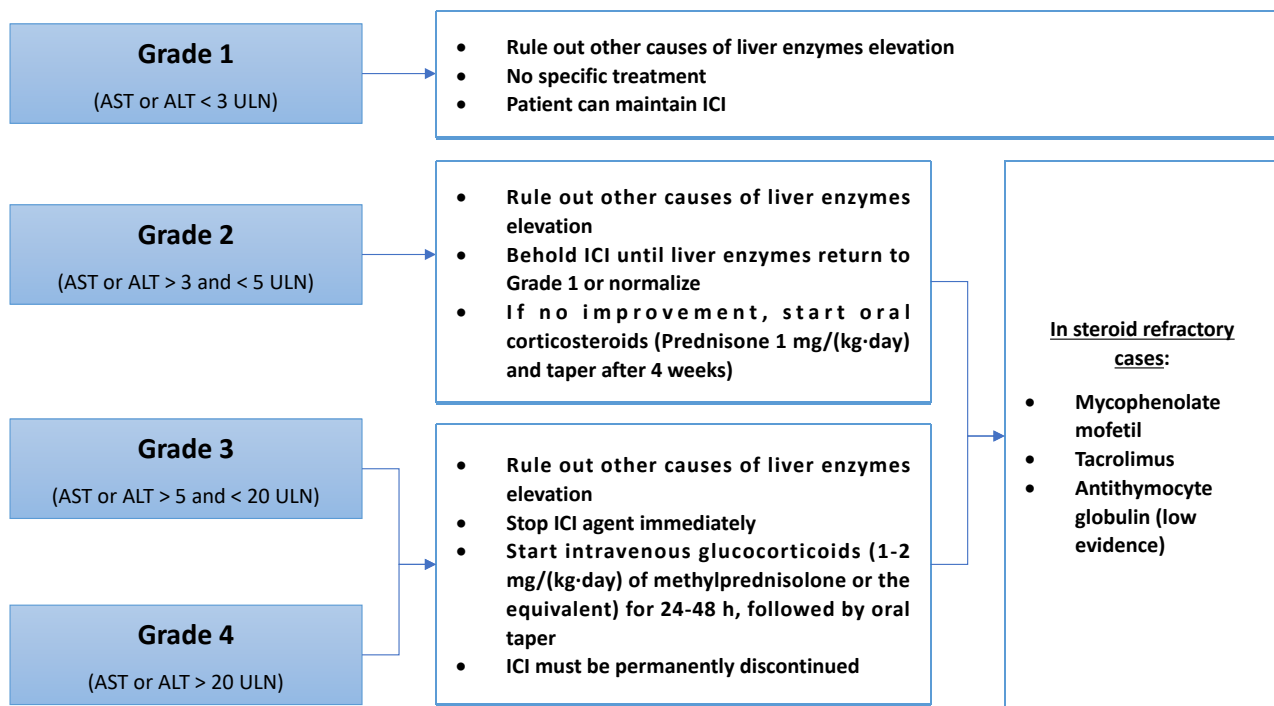 Grade 1
(AST or ALT < 3 ULN)
• Rule out other causes of liver enzymes elevation
• No specific treatment
• Patient can maintain ICI
Grade 2
(AST or ALT > 3 and < 5 ULN)
• Rule out other causes of liver enzymes
elevation
• Behold ICI until liver enzymes return to
Grade 1 or normalize
• If no improvement, start oral
corticosteroids (Prednisone 1 mg/(kg·day)
and taper after 4 weeks)
Grade 3
(AST or ALT > 5 and < 20 ULN)
Grade 4
(AST or ALT > 20 ULN)
• Rule out other causes of liver enzymes
elevation
• Stop ICI agent immediately
• Start intravenous glucocorticoids (1-2
mg/(kg·day) of methylprednisolone or the
equivalent) for 24-48 h, followed by oral
taper
• ICI must be permanently discontinued
In steroid refractory
cases:
• Mycophenolate
mofetil
• Tacrolimus
• Antithymocyte
globulin (low
evidence)